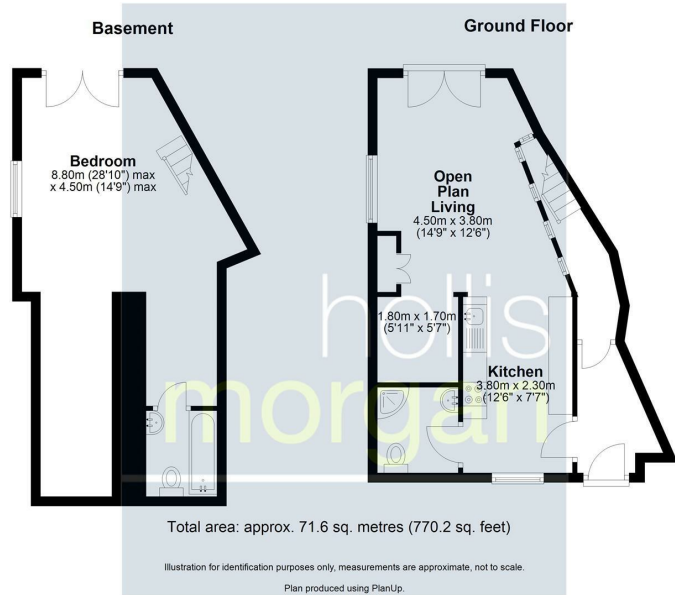 Basement
Ground Floor
Bedroom
8.80m (28'10") max
x 4.50m (14'9") max
Open
Plan
Living
4.50m x 3.80m
(14'9" x 12'6")
hollis
1.80m x 1.70m
(5'11" x 5'7")
Kitchen
3.80m x 2.30m
(12'6" x 7'7")
morgan
Total area: approx. 71.6 sq. metres (770.2 sq. feet)
Illustration for identification purposes only, measurements are approximate, not to scale.
Plan produced using PlanUp.